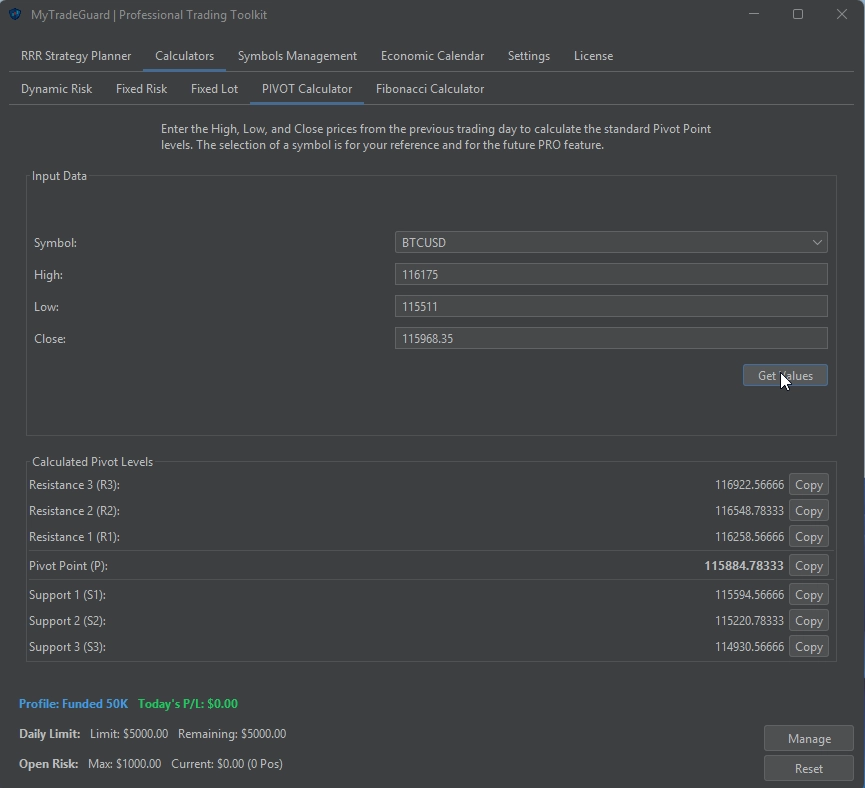 MyTradeGuard | Professional Trading Toolkit
RRR Strategy Planner Calculators Symbols Management Economic Calendar Settings License
Dynamic Risk Fixed Risk Fixed Lot PIVOT Calculator Fibonacci Calculator
Enter the High, Low, and Close prices from the previous trading day to calculate the standard Pivot Point
levels. The selection of a symbol is for your reference and for the future PRO feature.
Input Data
Symbol: BTCUSD
High: 116175
Low: 115511
Close: 115968.35
Get Values
Calculated Pivot Levels
Resistance 3 (R3): 116922.56666 Copy
Resistance 2 (R2): 116548.78333 Copy
Resistance 1 (R1): 116258.56666 Copy
Pivot Point (P): 115884.78333 Copy
Support 1 (S1): 115594.56666 Copy
Support 2 (S2): 115220.78333 Copy
Support 3 (S3): 114930.56666 Copy
Profile: Funded 50K Today's P/L: $0.00
Daily Limit: Limit: $5000.00 Remaining: $5000.00
Manage
Open Risk: Max: $1000.00 Current: $0.00 (0 Pos)
Reset